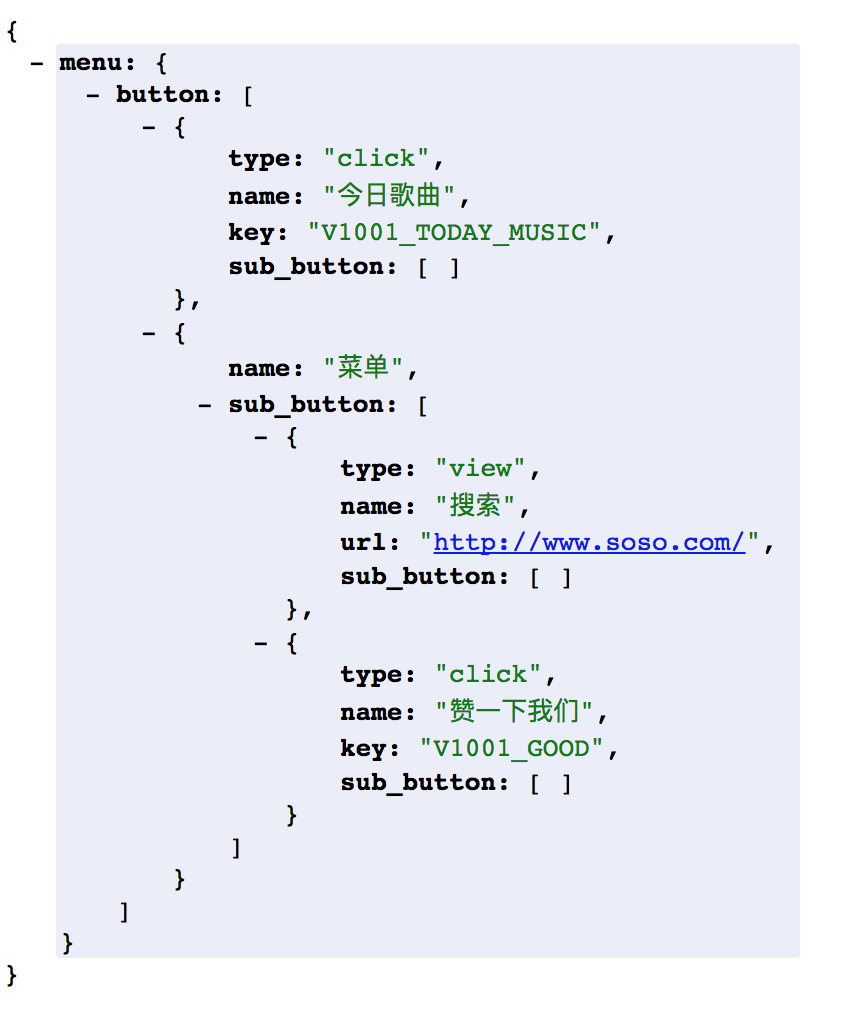 {
- menu: {
- button: [
- {
type: "click",
name: "今日歌曲",
key: "V1001_TODAY_MUSIC",
sub_button: [ ]
},
- {
name: "菜单",
- sub_button: [
- {
type: "view",
name: "搜索",
url: "http://www.soso.com/",
sub_button: [ ]
},
- {
type: "click",
name: "赞一下我们",
key: "V1001_GOOD",
sub_button: [ ]
}
]
}
]
}
}